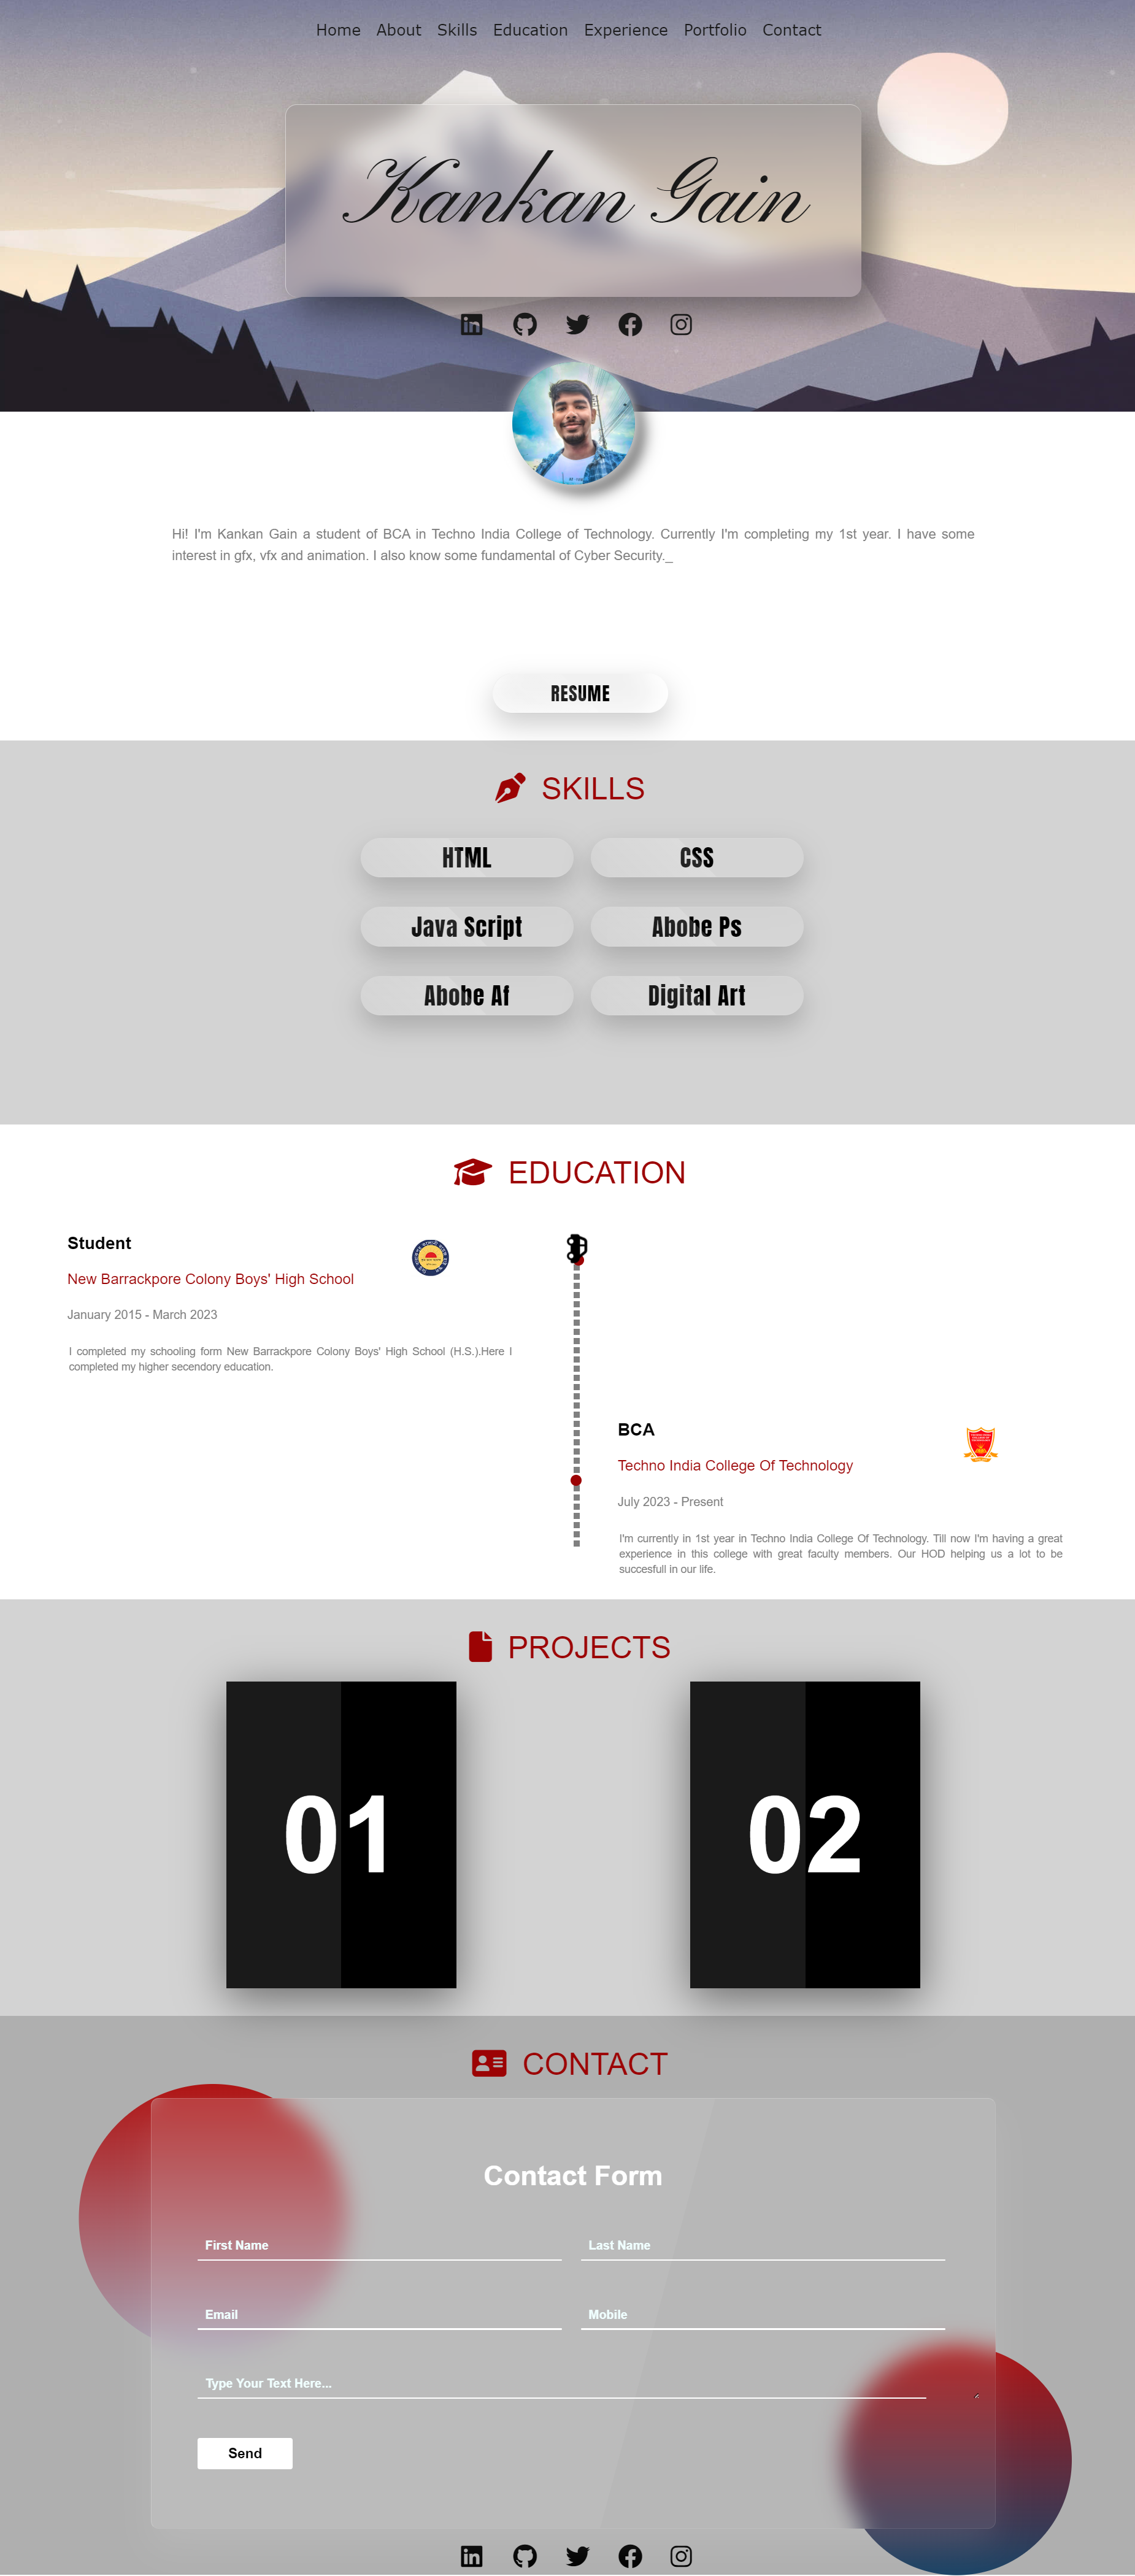 Home About Skills Education Experience Portfolio Contact
Kankan Gain
Hi! I'm Kankan Gain a student of BCA in Techno India College of Technology. Currently I'm completing my 1st year. I have some
interest in gfx, vfx and animation. I also know some fundamental of Cyber Security._
RESUME
SKILLS
HTML
CSS
Java Script
Abobe Ps
Abobe Af
Digital Art
EDUCATION
Student
New Barrackpore Colony Boys' High School
January 2015 - March 2023
I completed my schooling form New Barrackpore Colony Boys' High School (H.S.).Here I
completed my higher secendory education.
BCA
Techno India College Of Technology
July 2023 - Present
I'm currently in 1st year in Techno India College Of Technology. Till now I'm having a great
experience in this college with great faculty members. Our HOD helping us a lot to be
succesfull in our life.
PROJECTS
01
02
CONTACT
Contact Form
First Name
Last Name
Email
Mobile
Type Your Text Here...
Send